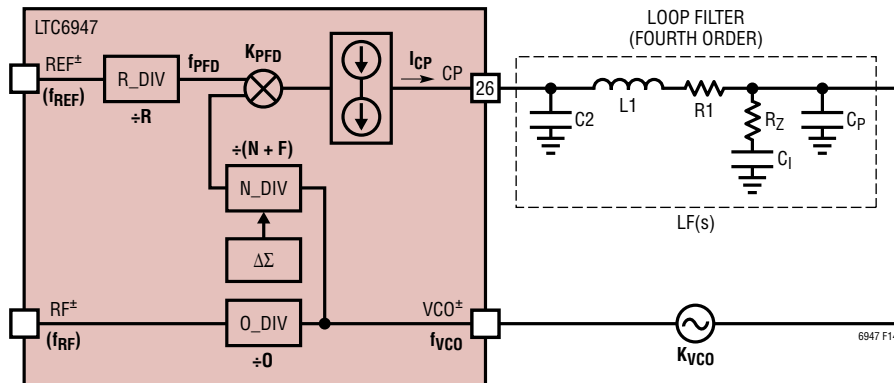 LTC6947
LOOP FILTER
(FOURTH ORDER)
REF±
(fREF)
R_DIV
÷R
fPFD
KPFD
ICP
CP
26
L1
R1
C2
RZ
CI
CP
÷(N + F)
N_DIV
ΔΣ
LF(s)
RF±
(fRF)
O_DIV
÷O
VCO±
fVCO
KVCO
6947 F14